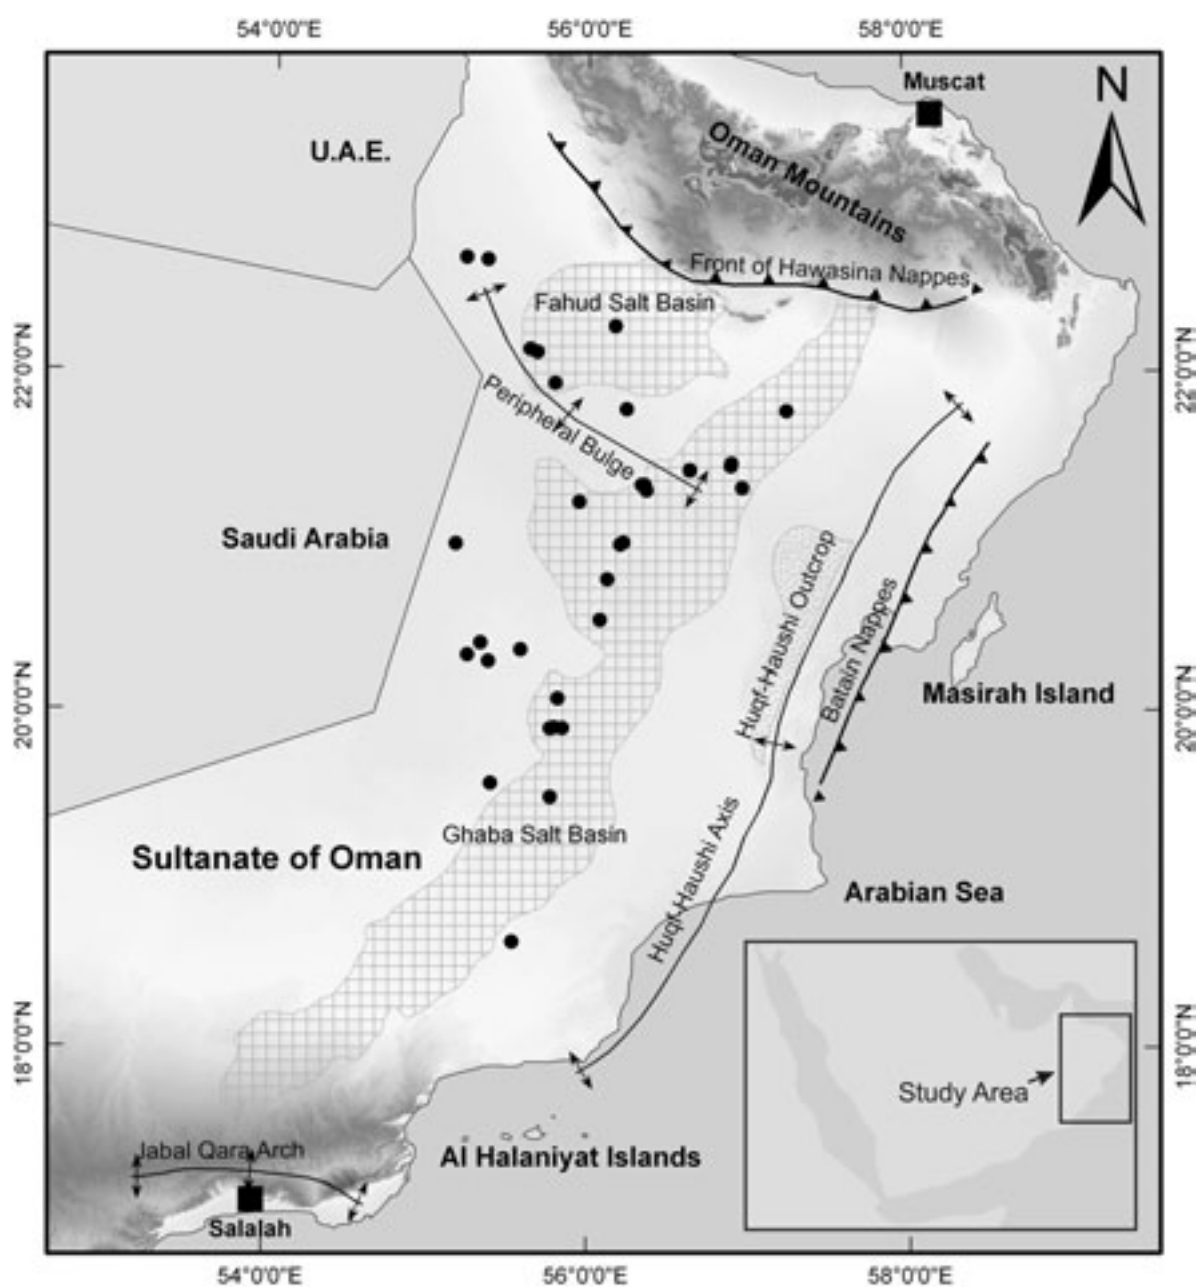 54°0'0"E
56°0'0"E
58°0'0"E
Muscat
N
U.A.E.
Oman Mountains
Front of Hawasina Nappes
Fahud Salt Basin
22°0'0"N
22°0'0"N
Peripheral Bulge
Saudi Arabia
Huqf-Haushi Outcrop
Batain Nappes
Masirah Island
20°0'0"N
20°0'0"N
Ghaba Salt Basin
Sultanate of Oman
Huqf-Haushi Axis
Arabian Sea
18°0'0"N
18°0'0"N
Study Area
Jabal Qara Arch
Al Halaniyat Islands
Salalah
54°0'0"E
56°0'0"E
58°0'0"E